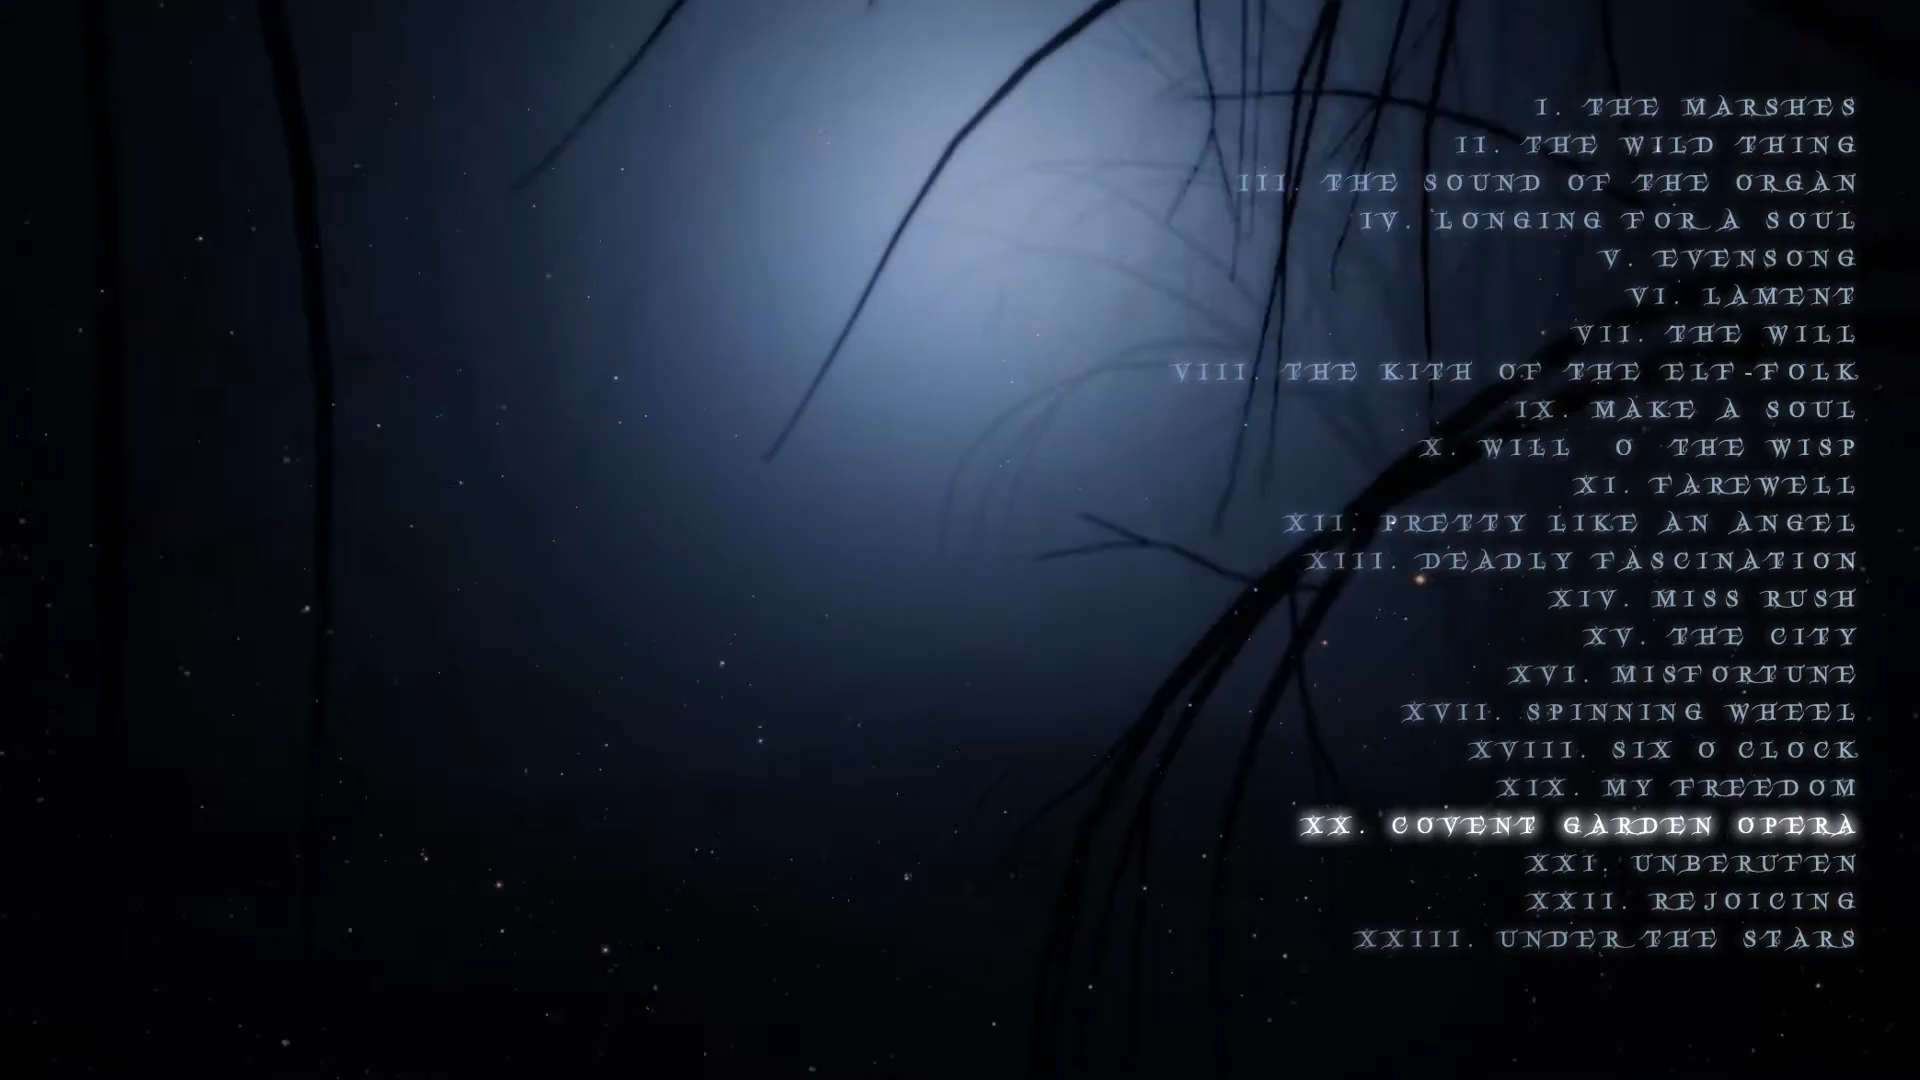 I. THE MARSHES
II. THE WILD THING
III. THE SOUND OF THE ORGAN
IV. LONGING FOR A SOUL
V. EVENSONG
VI. LAMENT
VII. THE WILL
VIII. THE KITH OF THE ELF-FOLK
IX. MAKE A SOUL
X. WILL O THE WISP
XI. FAREWELL
XII. PRETTY LIKE AN ANGEL
XIII. DEADLY FASCINATION
XIV. MISS RUSH
XV. THE CITY
XVI. MISFORTUNE
XVII. SPINNING WHEEL
XVIII. SIX O CLOCK
XIX. MY FREEDOM
XX. COVENT GARDEN OPERA
XXI. UNBERUFEN
XXII. REJOICING
XXIII. UNDER THE STARS